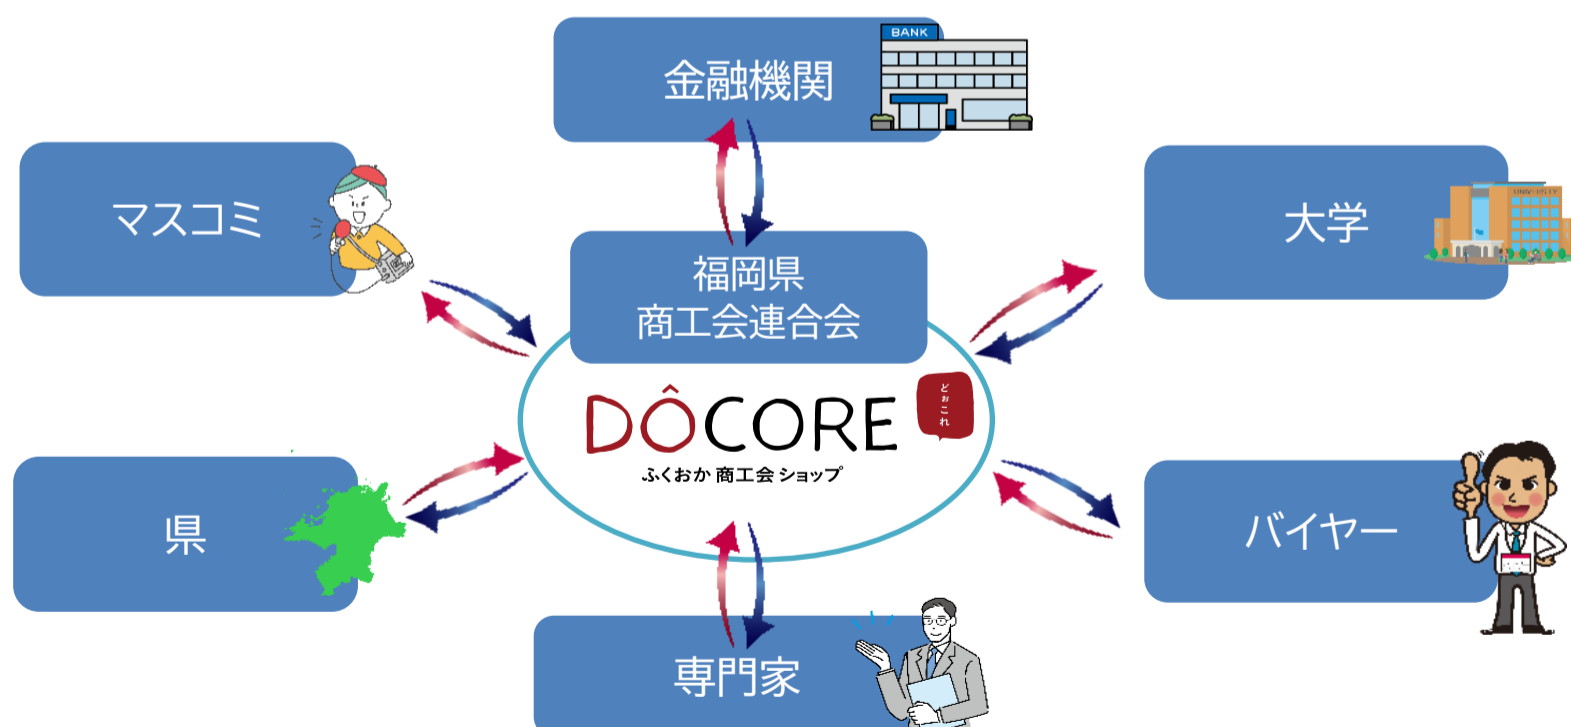 金融機関
BANK
マスコミ
大学
UNIVERSITY
福岡県
商工会連合会
DÔCORE
どぉこれ
ふくおか 商工会 ショップ
県
バイヤー
専門家